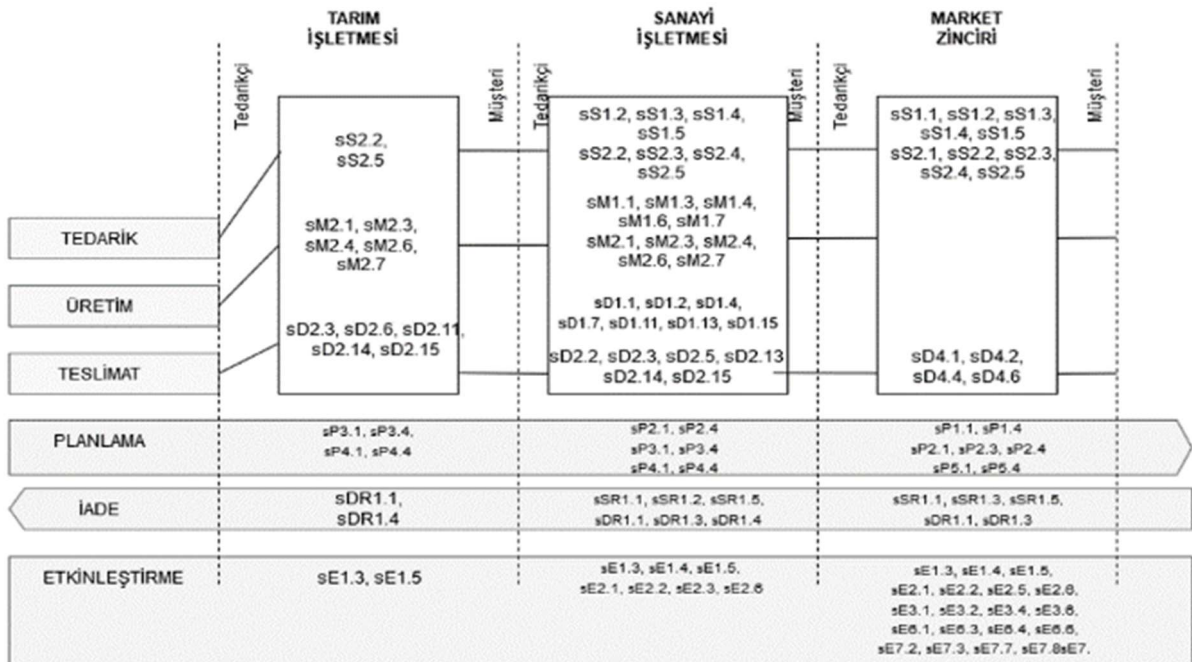 TARIM
İŞLETMESİ
SANAYİ
İŞLETMESİ
MARKET
ZİNCİRİ
Tedarikçi
Müşteri
Tedarikçi
Müşteri
Tedarikçi
Müşteri
sS2.2,
sS2.5
sS1.2, sS1.3, sS1.4,
sS1.5
sS2.2, sS2.3, sS2.4,
sS2.5
sS1.1, sS1.2, sS1.3,
sS1.4, sS1.5
sS2.1, sS2.2, sS2.3,
sS2.4, sS2.5
TEDARİK
sM2.1, sM2.3,
sM2.4, sM2.6,
sM2.7
sM1.1, sM1.3, sM1.4,
sM1.6, sM1.7
sM2.1, sM2.3, sM2.4,
sM2.6, sM2.7
ÜRETİM
sD2.3, sD2.6, sD2.11,
sD2.14, sD2.15
sD1.1, sD1.2, sD1.4,
sD1.7, sD1.11, sD1.13, sD1.15
sD2.2, sD2.3, sD2.5, sD2.13
sD2.14, sD2.15
sD4.1, sD4.2,
sD4.4, sD4.6
TESLİMAT
PLANLAMA
sP3.1, sP3.4,
sP4.1, sP4.4
sP2.1, sP2.4
sP3.1, sP3.4
sP4.1, sP4.4
sP1.1, sP1.4
sP2.1, sP2.3, sP2.4
sP5.1, sP5.4
İADE
sDR1.1,
sDR1.4
sSR1.1, sSR1.2, sSR1.5,
sDR1.1, sDR1.3, sDR1.4
sSR1.1, sSR1.3, sSR1.5,
sDR1.1, sDR1.3
ETKİNLEŞTİRME
sE1.3, sE1.5
sE1.3, sE1.4, sE1.5,
sE2.1, sE2.2, sE2.3, sE2.6
sE1.3, sE1.4, sE1.5,
sE2.1, sE2.2, sE2.5, sE2.6,
sE3.1, sE3.2, sE3.4, sE3.6,
sE6.1, sE6.3, sE6.4, sE6.6,
sE7.2, sE7.3, sE7.7, sE7.8sE7.